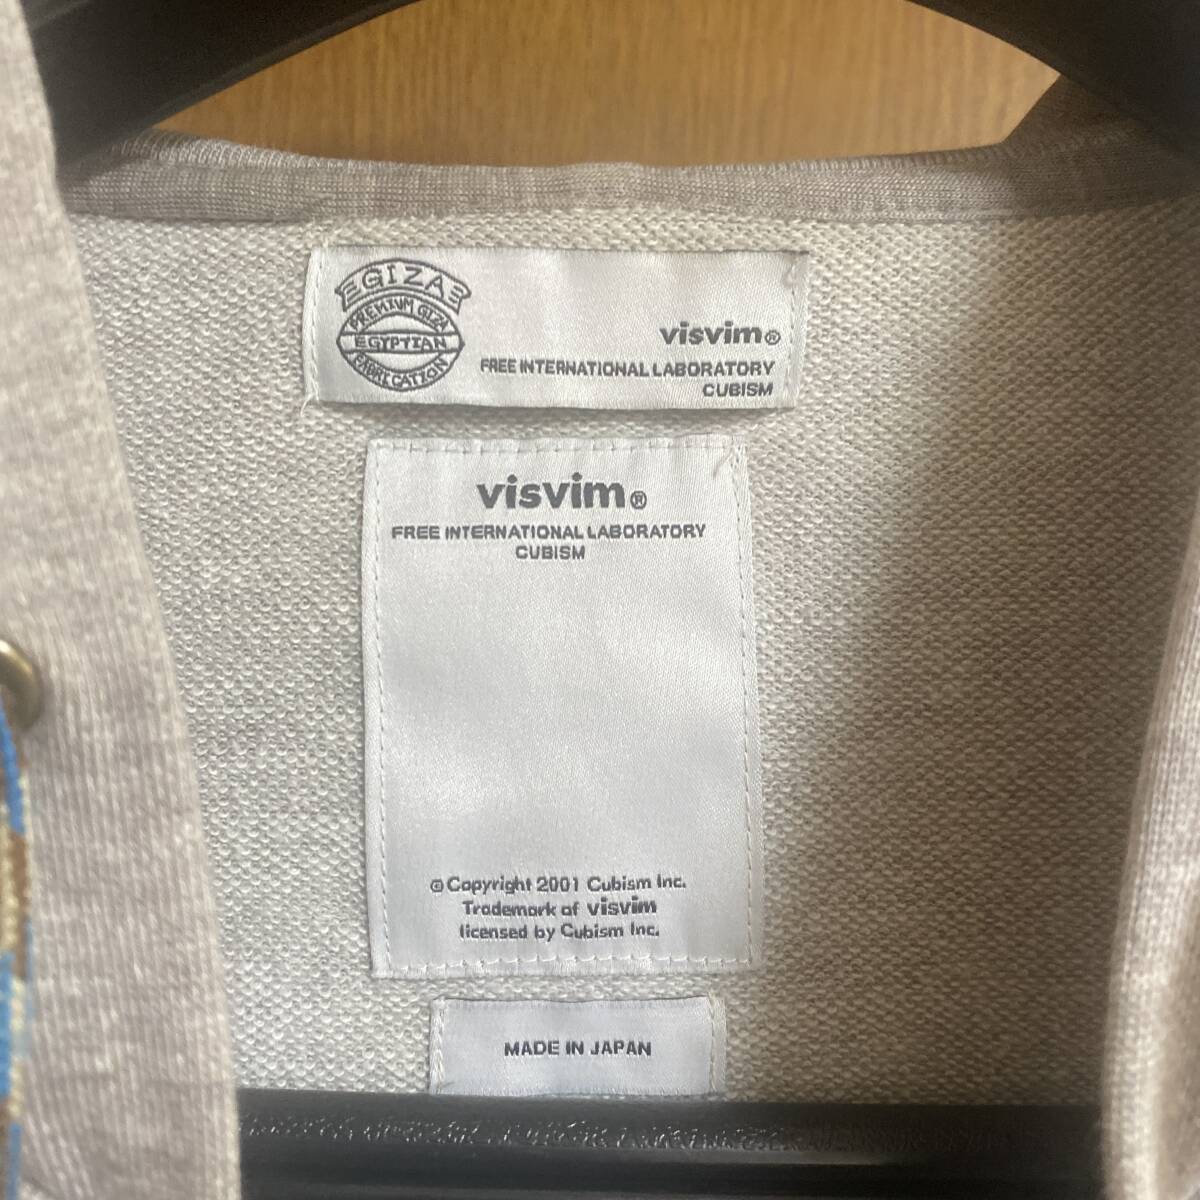 GIZA
PREMIUM GIZA
EGYPTIAN
FABRICATION
visvim®
FREE INTERNATIONAL LABORATORY
CUBISM
visvim®
FREE INTERNATIONAL LABORATORY
CUBISM
© Copyright 2001 Cubism Inc.
Trademark of visvim
licensed by Cubism Inc.
MADE IN JAPAN